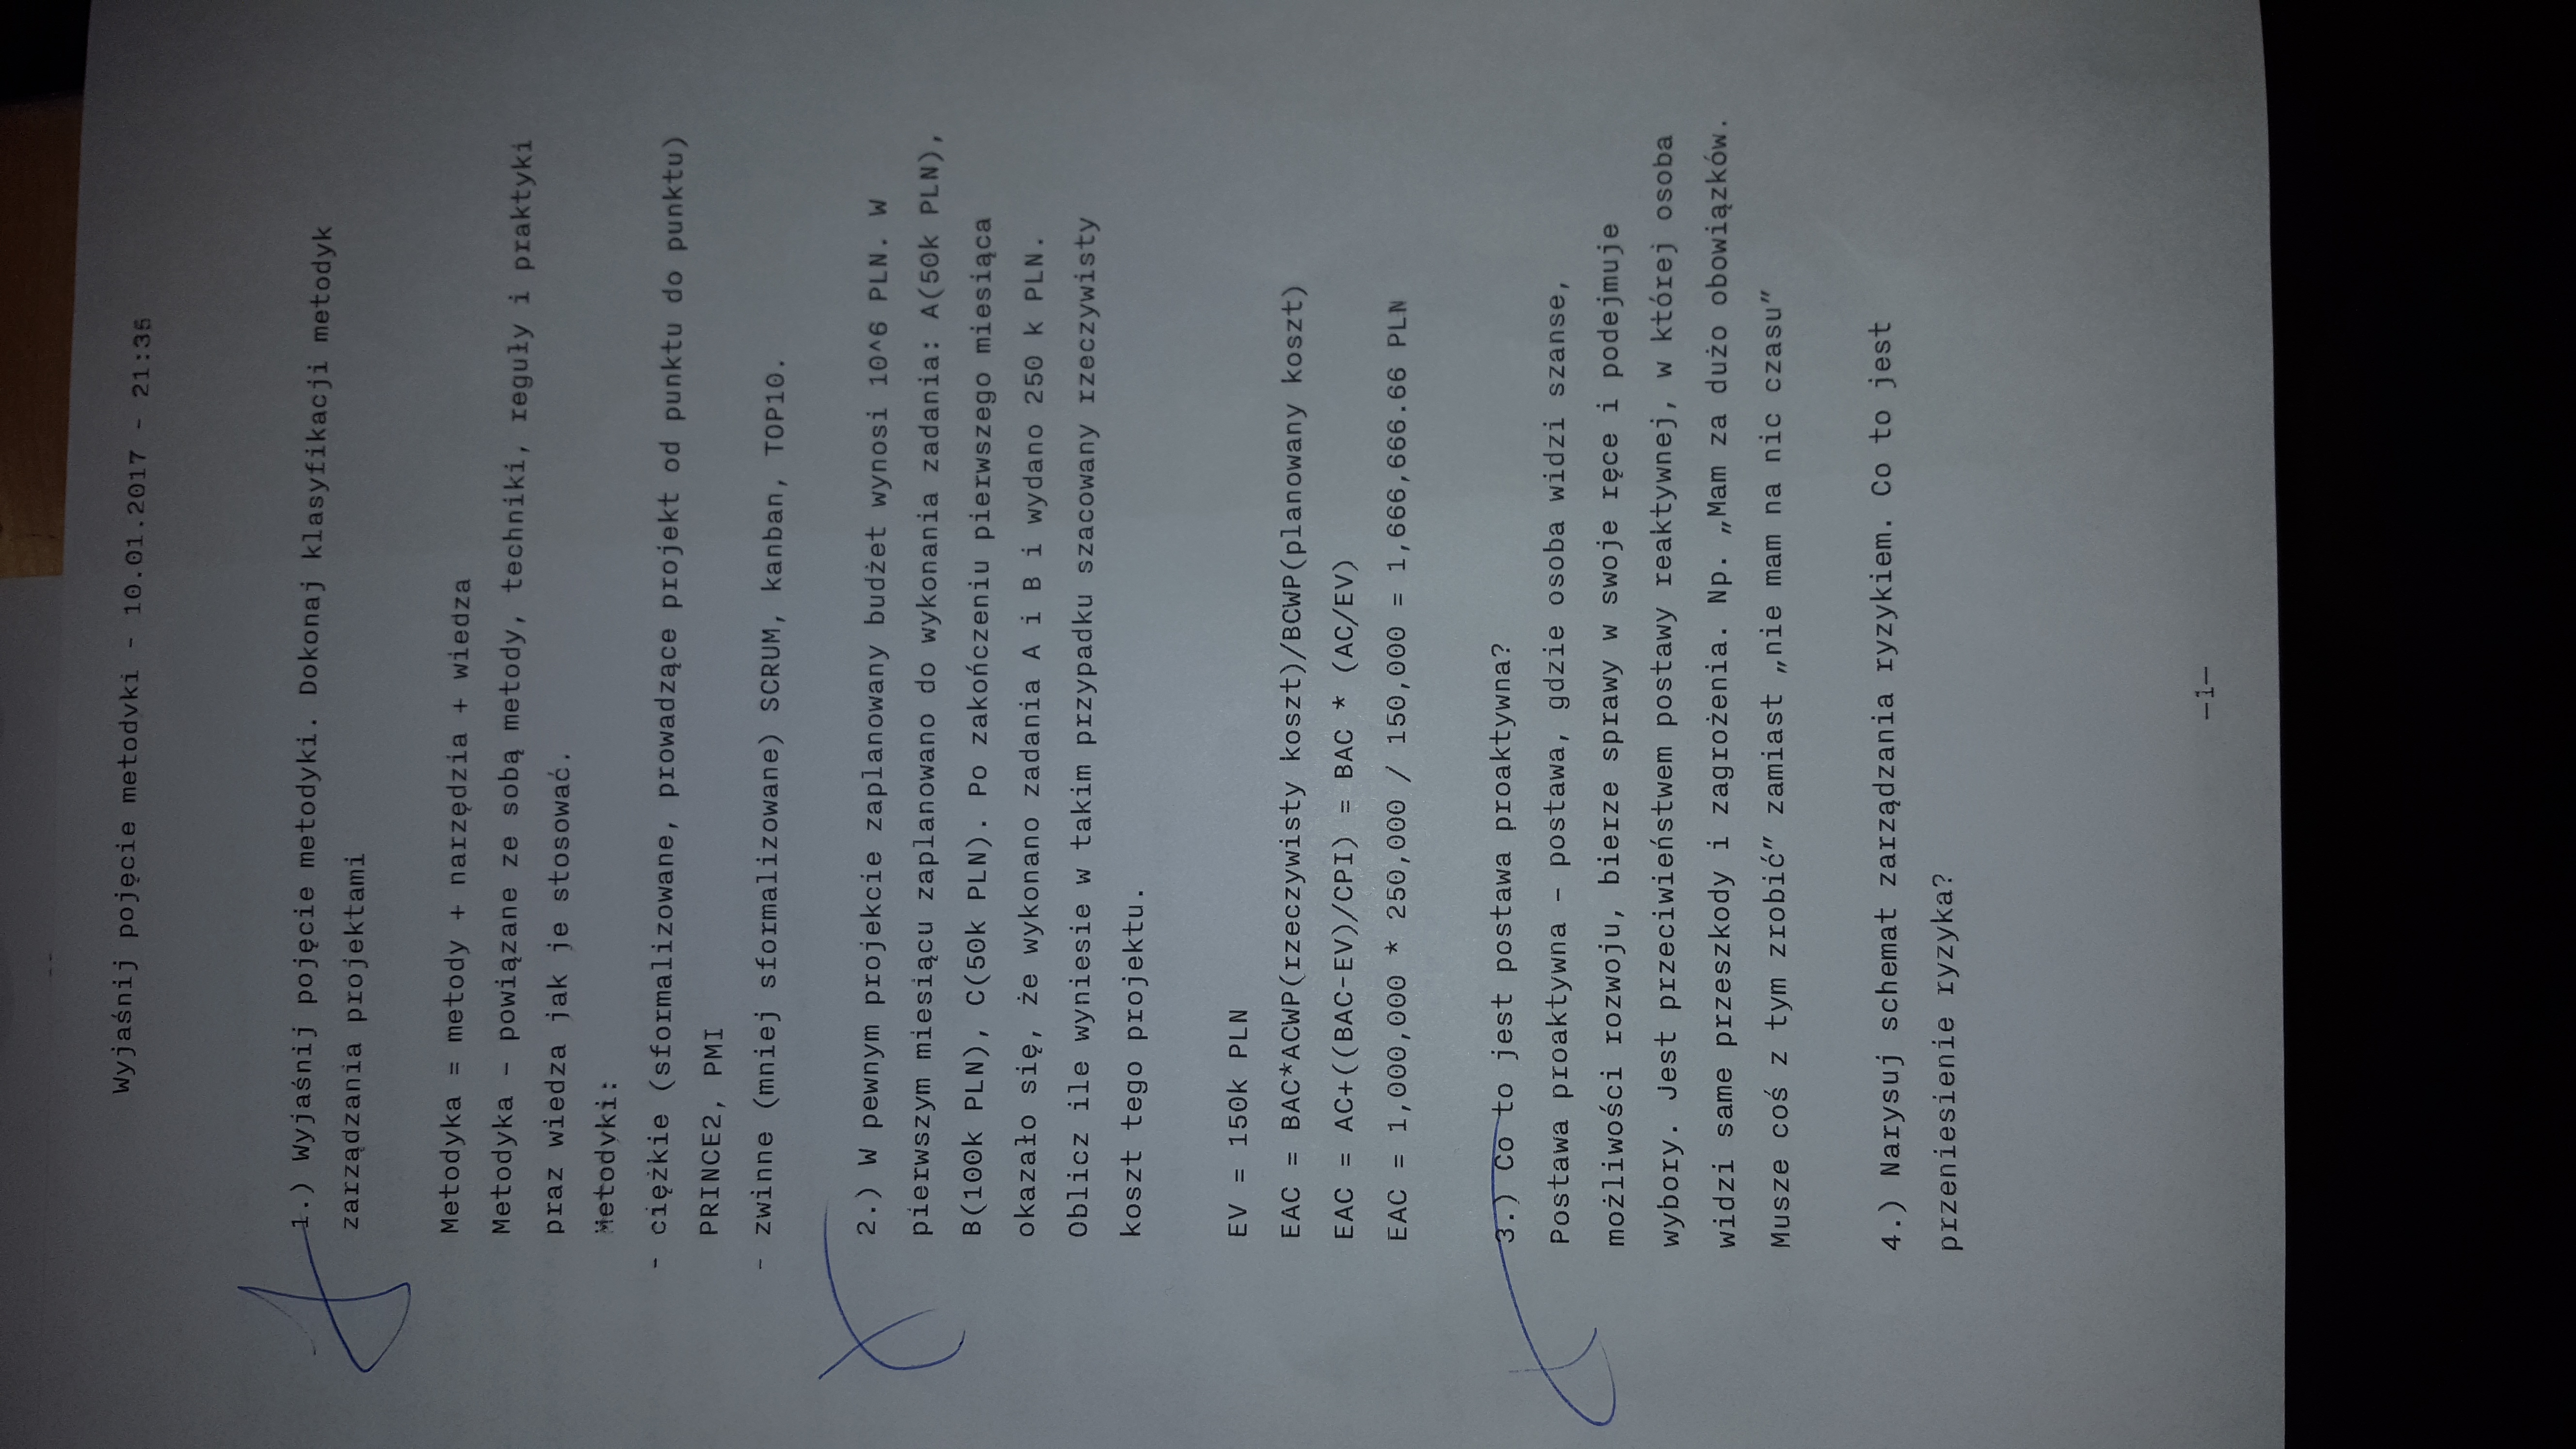 Wyjaśnij pojęcie metodyki - 10.01.2017 - 21:35
1.) Wyjaśnij pojęcie metodyki. Dokonaj klasyfikacji metodyk
zarządzania projektami
Metodyka = metody + narzędzia + wiedza
Metodyka – powiązane ze sobą metody, techniki, reguły i praktyki
praz wiedza jak je stosować.
Metodyki:
- ciężkie (sformalizowane, prowadzące projekt od punktu do punktu)
PRINCE2, PMI
- zwinne (mniej sformalizowane) SCRUM, kanban, TOP10.
2.) W pewnym projekcie zaplanowany budżet wynosi 10^6 PLN. W
pierwszym miesiącu zaplanowano do wykonania zadania: A(50k PLN),
B(100k PLN), C(50k PLN). Po zakończeniu pierwszego miesiąca
okazało się, że wykonano zadania A i B i wydano 250 k PLN.
Oblicz ile wyniesie w takim przypadku szacowany rzeczywisty
koszt tego projektu.
EV = 150k PLN
EAC = BAC*ACWP(rzeczywisty koszt)/BCWP(planowany koszt)
EAC = AC+((BAC-EV)/CPI) = BAC * (AC/EV)
EAC = 1,000,000 * 250,000 / 150,000 = 1,666,666.66 PLN
3.) Co to jest postawa proaktywna?
Postawa proaktywna – postawa, gdzie osoba widzi szanse,
możliwości rozwoju, bierze sprawy w swoje ręce i podejmuje
wybory. Jest przeciwieństwem postawy reaktywnej, w której osoba
widzi same przeszkody i zagrożenia. Np. „Mam za dużo obowiązków.
Musze coś z tym zrobić” zamiast „nie mam na nic czasu”
4.) Narysuj schemat zarządzania ryzykiem. Co to jest
przeniesienie ryzyka?
—1—